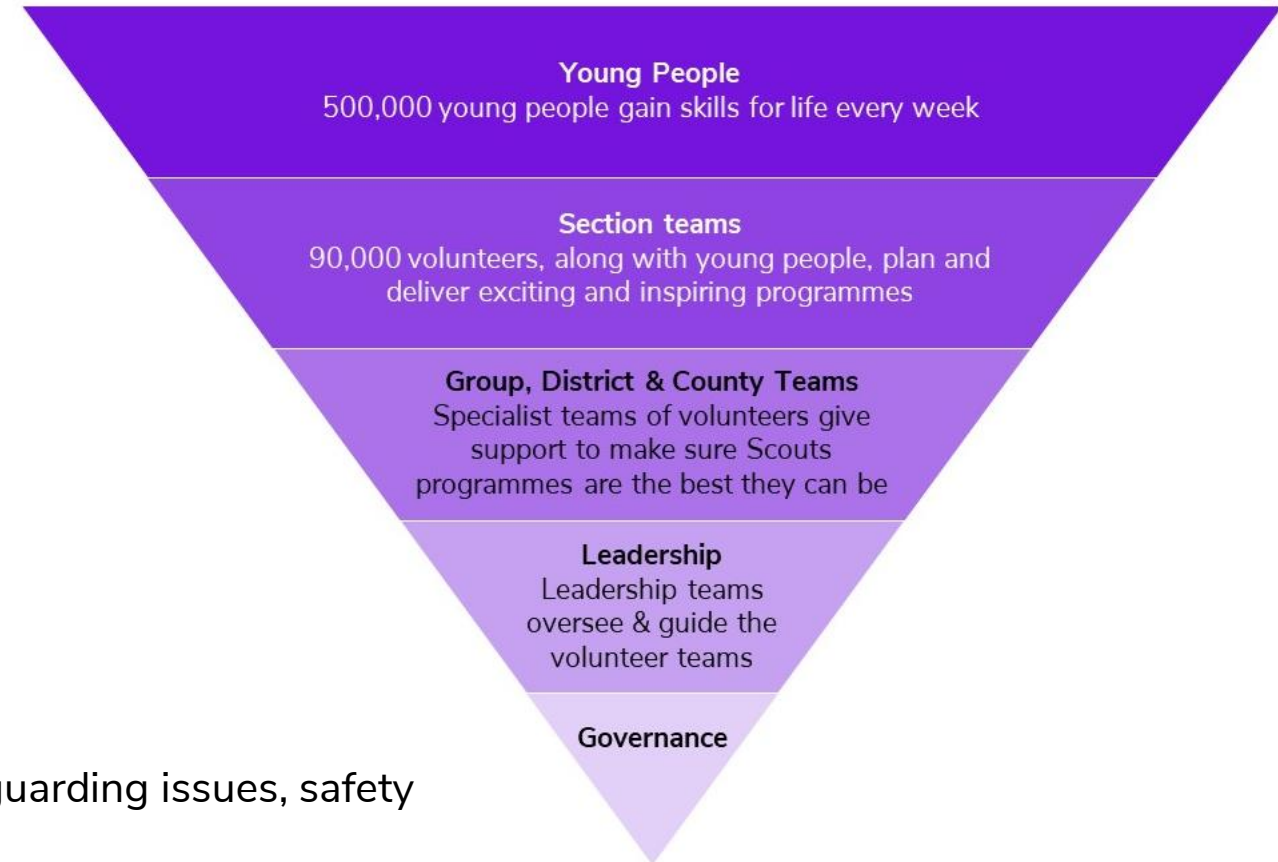 Young People
500,000 young people gain skills for life every week
Section teams
90,000 volunteers, along with young people, plan and
deliver exciting and inspiring programmes
Group, District & County Teams
Specialist teams of volunteers give
support to make sure Scouts
programmes are the best they can be
Leadership
Leadership teams
oversee & guide the
volunteer teams
Governance
issues, safety